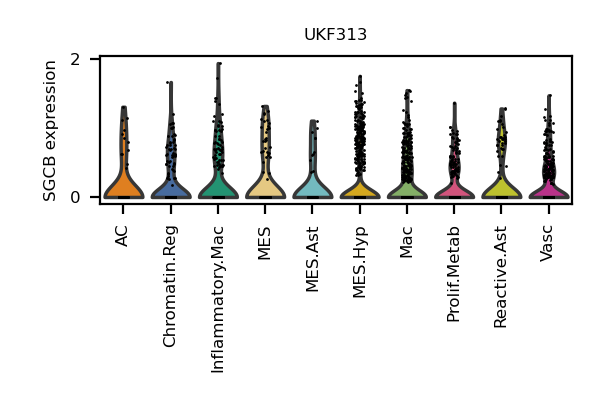 UKF313
SGCB expression
2
0
AC
Chromatin.Reg
Inflammatory.Mac
MES
MES.Ast
MES.Hyp
Mac
Prolif.Metab
Reactive.Ast
Vasc